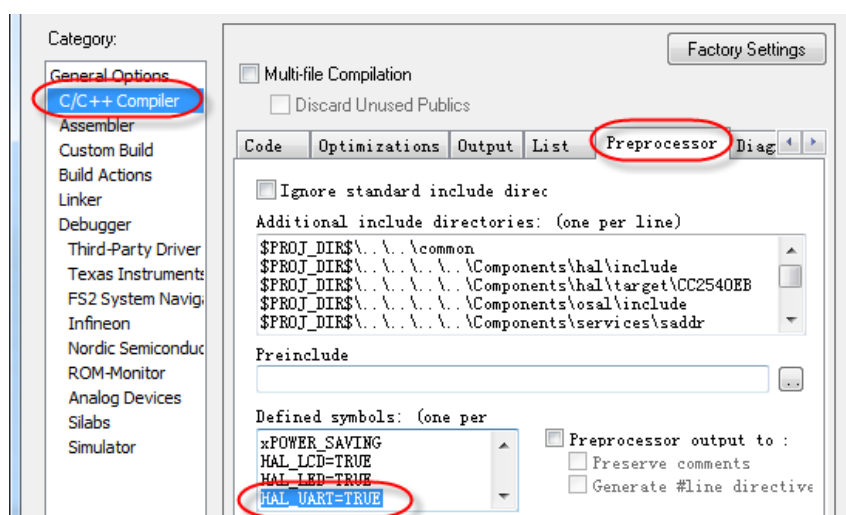 Category:
General Options
C/C++ Compiler
Assembler
Custom Build
Build Actions
Linker
Debugger
Third-Party Driver
Texas Instruments
FS2 System Navig
Infineon
Nordic Semiconduc
ROM-Monitor
Analog Devices
Silabs
Simulator
Factory Settings
Multi-file Compilation
Discard Unused Publics
Code Optimizations Output List Preprocessor Diag
Ignore standard include direc
Additional include directories: (one per line)
$PROJ_DIR$\..\..\common
$PROJ_DIR$\..\..\..\..\..\Components\hal\include
$PROJ_DIR$\..\..\..\..\..\Components\hal\target\CC2540EB
$PROJ_DIR$\..\..\..\..\..\Components\osal\include
$PROJ_DIR$\..\..\..\..\..\Components\services\saddr
Preinclude
..
Defined symbols: (one per
xPOWER_SAVING
HAL_LCD=TRUE
HAL_LED=TRUE
HAL_UART=TRUE
Preprocessor output to :
Preserve comments
Generate #line directive